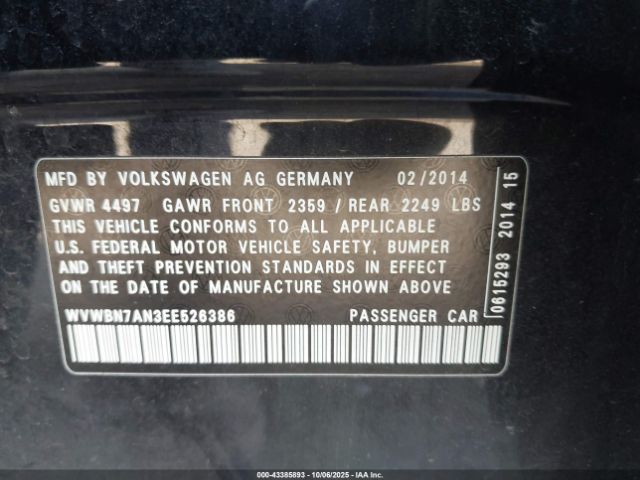 MFD BY VOLKSWAGEN AG GERMANY 02/2014
GVWR 4497 GAWR FRONT 2359 / REAR 2249 LBS
THIS VEHICLE CONFORMS TO ALL APPLICABLE
U.S. FEDERAL MOTOR VEHICLE SAFETY, BUMPER
AND THEFT PREVENTION STANDARDS IN EFFECT
ON THE DATE OF MANUFACTURE SHOWN ABOVE
WVWBN7AN3EE526386 PASSENGER CAR
0615293 2014 15
000-43385893 | 10/06/2025 | IAA, Inc.